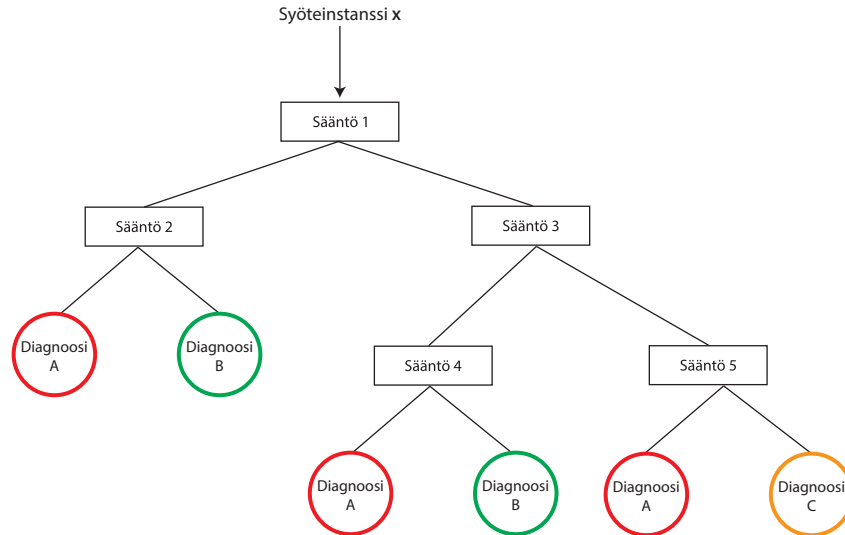 Syöteinstanssi x
Sääntö 1
Sääntö 2
Sääntö 3
Diagnoosi
A
Diagnoosi
B
Sääntö 4
Sääntö 5
Diagnoosi
A
Diagnoosi
B
Diagnoosi
A
Diagnoosi
C